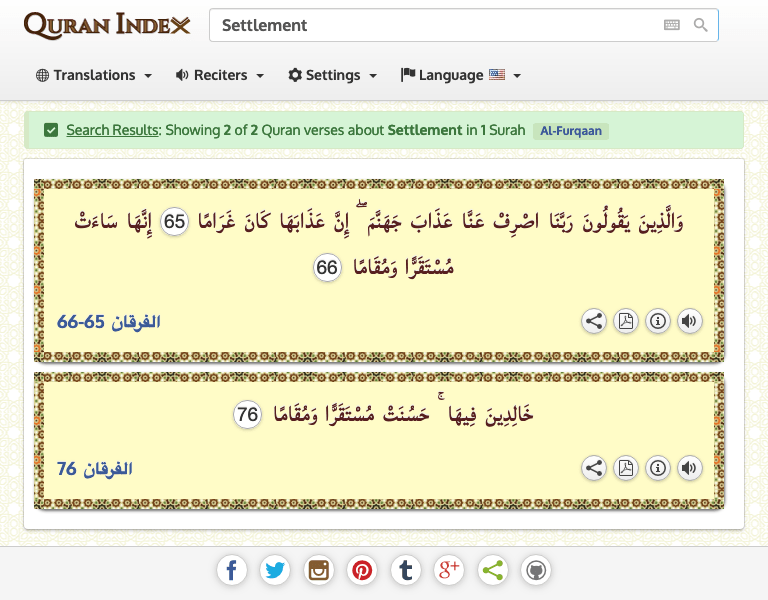 QURAN INDEX
Settlement
Translations Reciters Settings Language
Search Results: Showing 2 of 2 Quran verses about Settlement in 1 Surah Al-Furqaan
وَالَّذِينَ يَقُولُونَ رَبَّنَا اصْرِفْ عَنَّا عَذَابَ جَهَنَّمَ ۖ إِنَّ عَذَابَهَا كَانَ غَرَامًا 65 إِنَّهَا سَاءَتْ
مُسْتَقَرًّا وَمُقَامًا 66
الفرقان 65-66
خَالِدِينَ فِيهَا ۚ حَسُنَتْ مُسْتَقَرًّا وَمُقَامًا 76
الفرقان 76